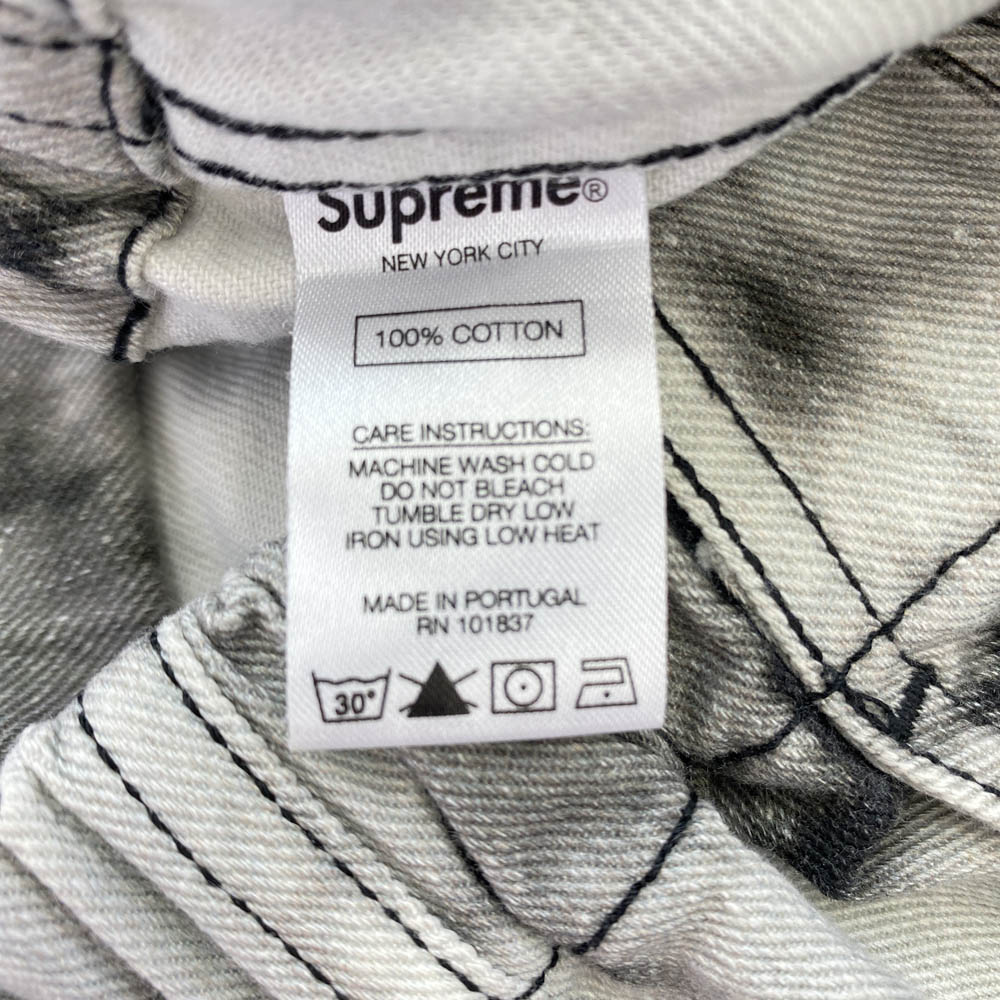 Supreme®
NEW YORK CITY
100% COTTON
CARE INSTRUCTIONS:
MACHINE WASH COLD
DO NOT BLEACH
TUMBLE DRY LOW
IRON USING LOW HEAT
MADE IN PORTUGAL
RN 101837
30°